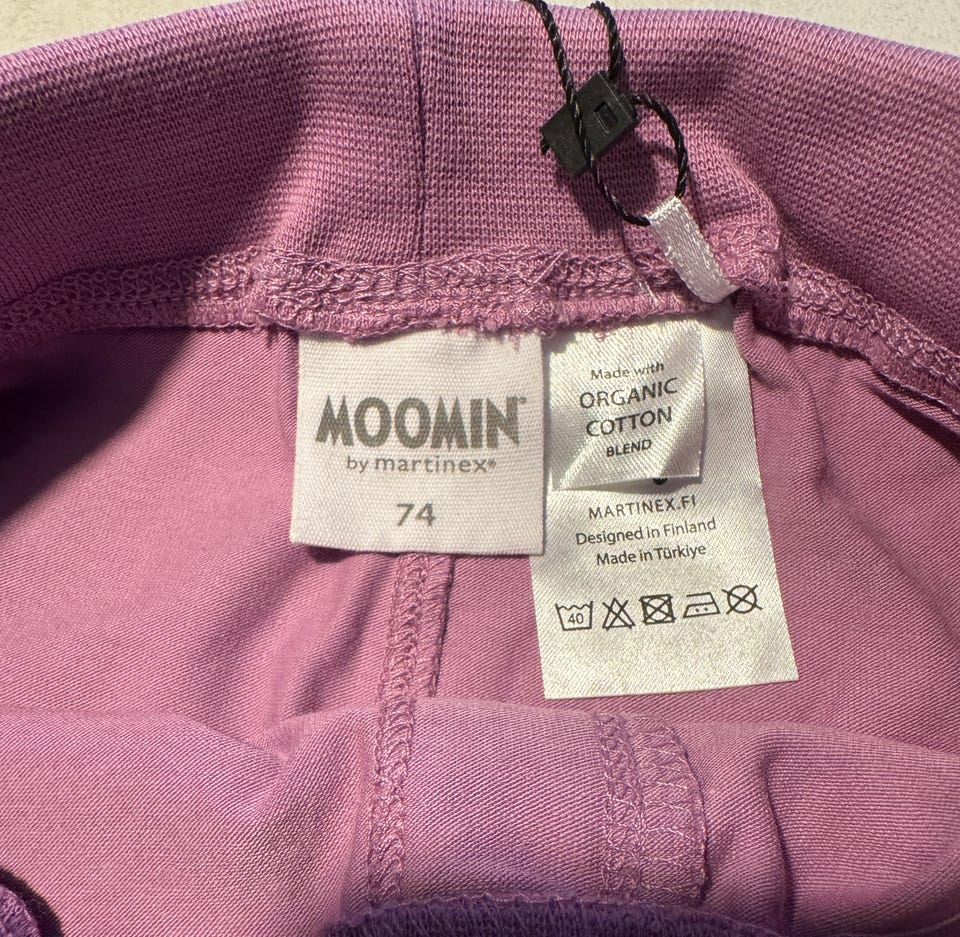 MOOMIN
by martinex®
74
Made with
ORGANIC
COTTON
BLEND
MARTINEX.FI
Designed in Finland
Made in Türkiye
40